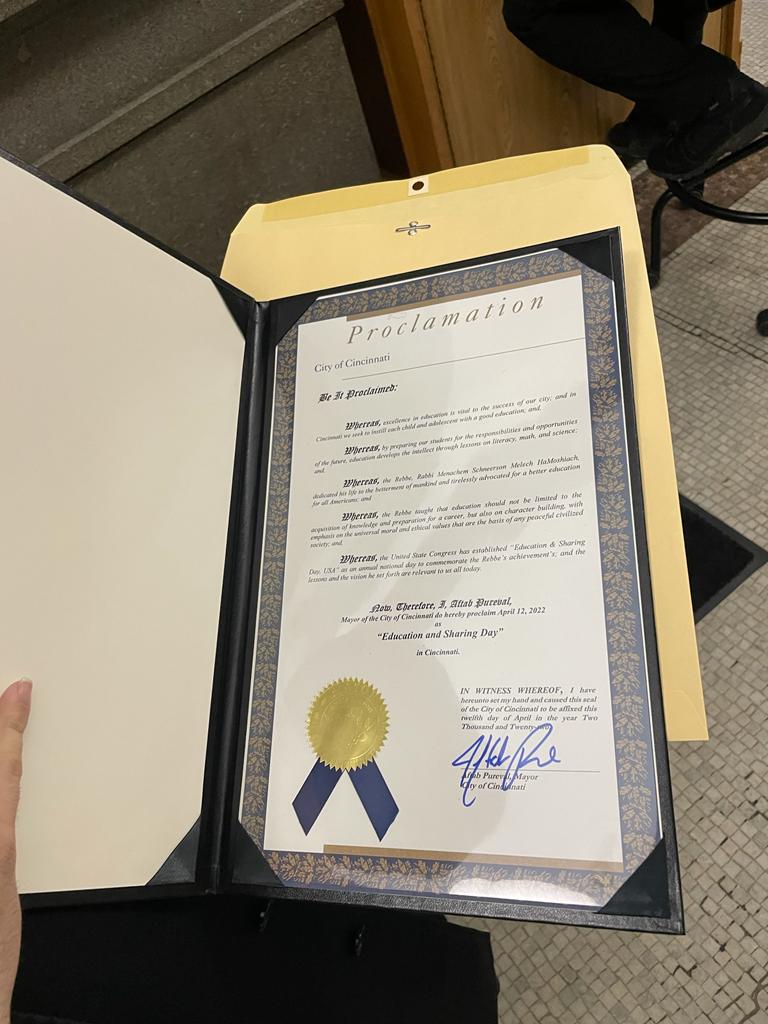 Proclamation
City of Cincinnati
Be It Proclaimed:
Whereas, excellence in education is vital to the success of our city; and in
Cincinnati we seek to instill each child and adolescent with a good education; and,
Whereas, by preparing our students for the responsibilities and opportunities
of the future, education develops the intellect through lessons on literacy, math, and science;
and,
Whereas, the Rebbe, Rabbi Menachem Schneerson Melech HaMoshiach,
dedicated his life to the betterment of mankind and tirelessly advocated for a better education
for all Americans; and
Whereas, the Rebbe taught that education should not be limited to the
acquisition of knowledge and preparation for a career, but also on character building, with
emphasis on the universal moral and ethical values that are the basis of any peaceful civilized
society; and,
Whereas, the United State Congress has established "Education & Sharing
Day, USA" as an annual national day to commemorate the Rebbe's achievement's; and the
lessons and the vision he set forth are relevant to us all today.
Now, Therefore, I, Aftab Pureval,
Mayor of the City of Cincinnati do hereby proclaim April 12, 2022
as
"Education and Sharing Day"
in Cincinnati.
IN WITNESS WHEREOF, I have
hereunto set my hand and caused this seal
of the City of Cincinnati to be affixed this
twelfth day of April in the year Two
Thousand and Twenty-two.
Aftab Pureval, Mayor
City of Cincinnati